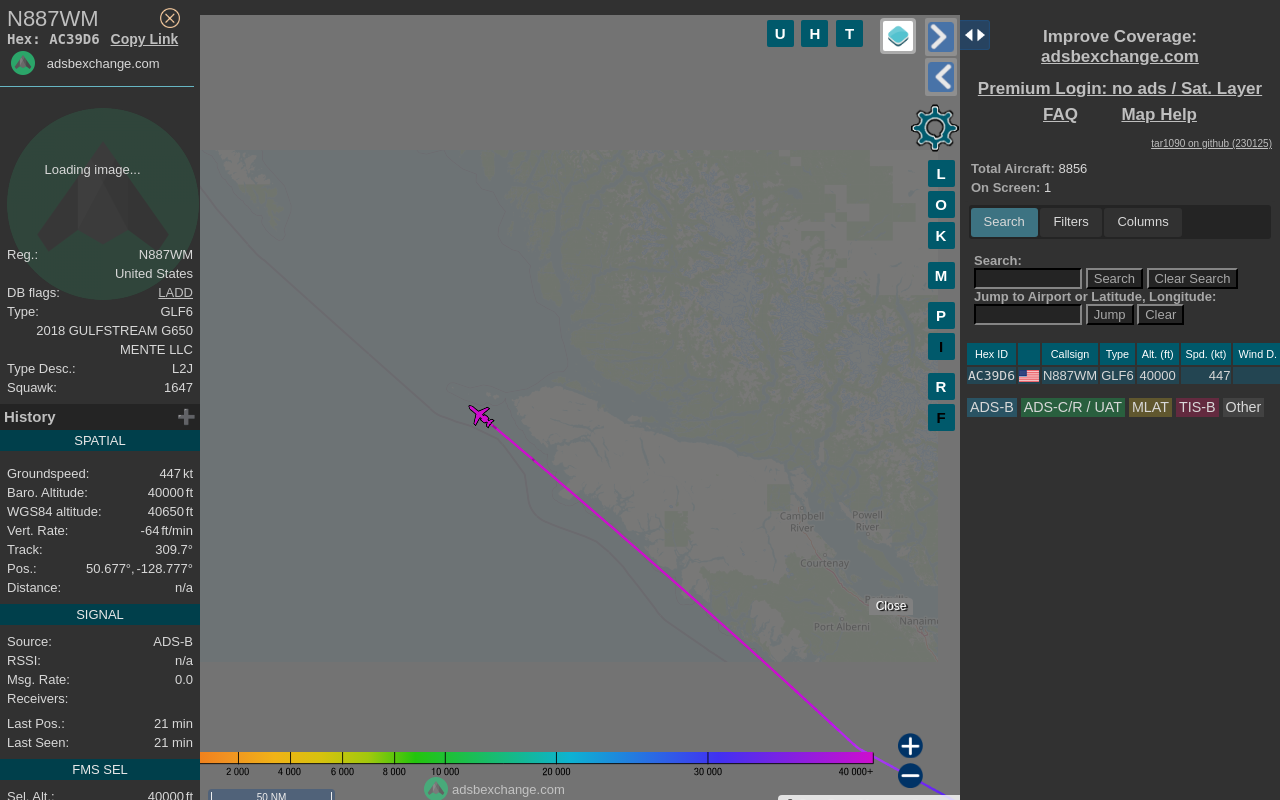 N887WM
Hex: AC39D6 Copy Link
adsbexchange.com
Loading image...
Reg.: N887WM
United States
DB flags: LADD
Type: GLF6
2018 GULFSTREAM G650
MENTE LLC
Type Desc.: L2J
Squawk: 1647
History
SPATIAL
Groundspeed: 447 kt
Baro. Altitude: 40000 ft
WGS84 altitude: 40650 ft
Vert. Rate: -64 ft/min
Track: 309.7°
Pos.: 50.677°, -128.777°
Distance: n/a
SIGNAL
Source: ADS-B
RSSI: n/a
Msg. Rate: 0.0
Receivers:
Last Pos.: 21 min
Last Seen: 21 min
FMS SEL
Sel. Alt.: 40000 ft
U H T
L
O
K
M
P
I
R
F
Campbell
River
Powell
River
Courtenay
Close
Port Alberni
Nanaimo
2 000 4 000 6 000 8 000 10 000 20 000 30 000 40 000+
adsbexchange.com
50 NM
Improve Coverage:
adsbexchange.com
Premium Login: no ads / Sat. Layer
FAQ Map Help
tar1090 on github (230125)
Total Aircraft: 8856
On Screen: 1
Search Filters Columns
Search:
Search Clear Search
Jump to Airport or Latitude, Longitude:
Jump Clear
Hex ID Callsign Type Alt. (ft) Spd. (kt) Wind D.
AC39D6 N887WM GLF6 40000 447
ADS-B ADS-C/R / UAT MLAT TIS-B Other